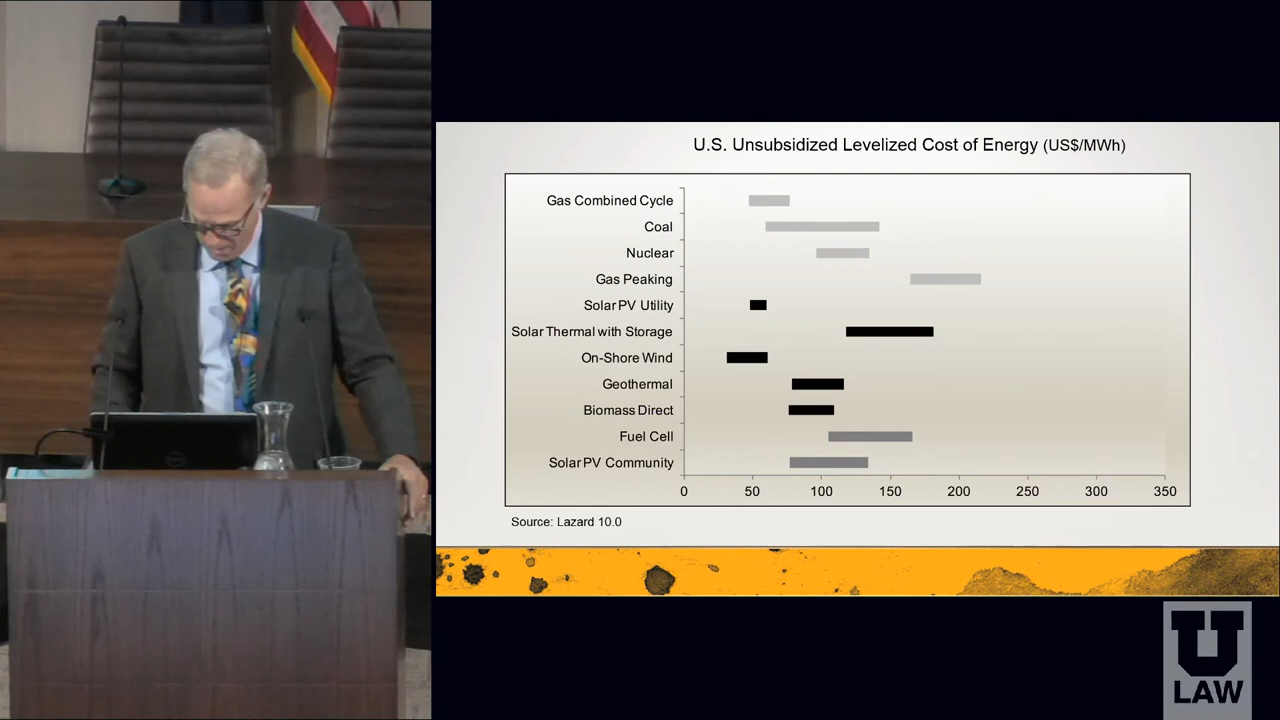 U.S. Unsubsidized Levelized Cost of Energy (US$/MWh)
Gas Combined Cycle
Coal
Nuclear
Gas Peaking
Solar PV Utility
Solar Thermal with Storage
On-Shore Wind
Geothermal
Biomass Direct
Fuel Cell
Solar PV Community
0 50 100 150 200 250 300 350
Source: Lazard 10.0
U
LAW